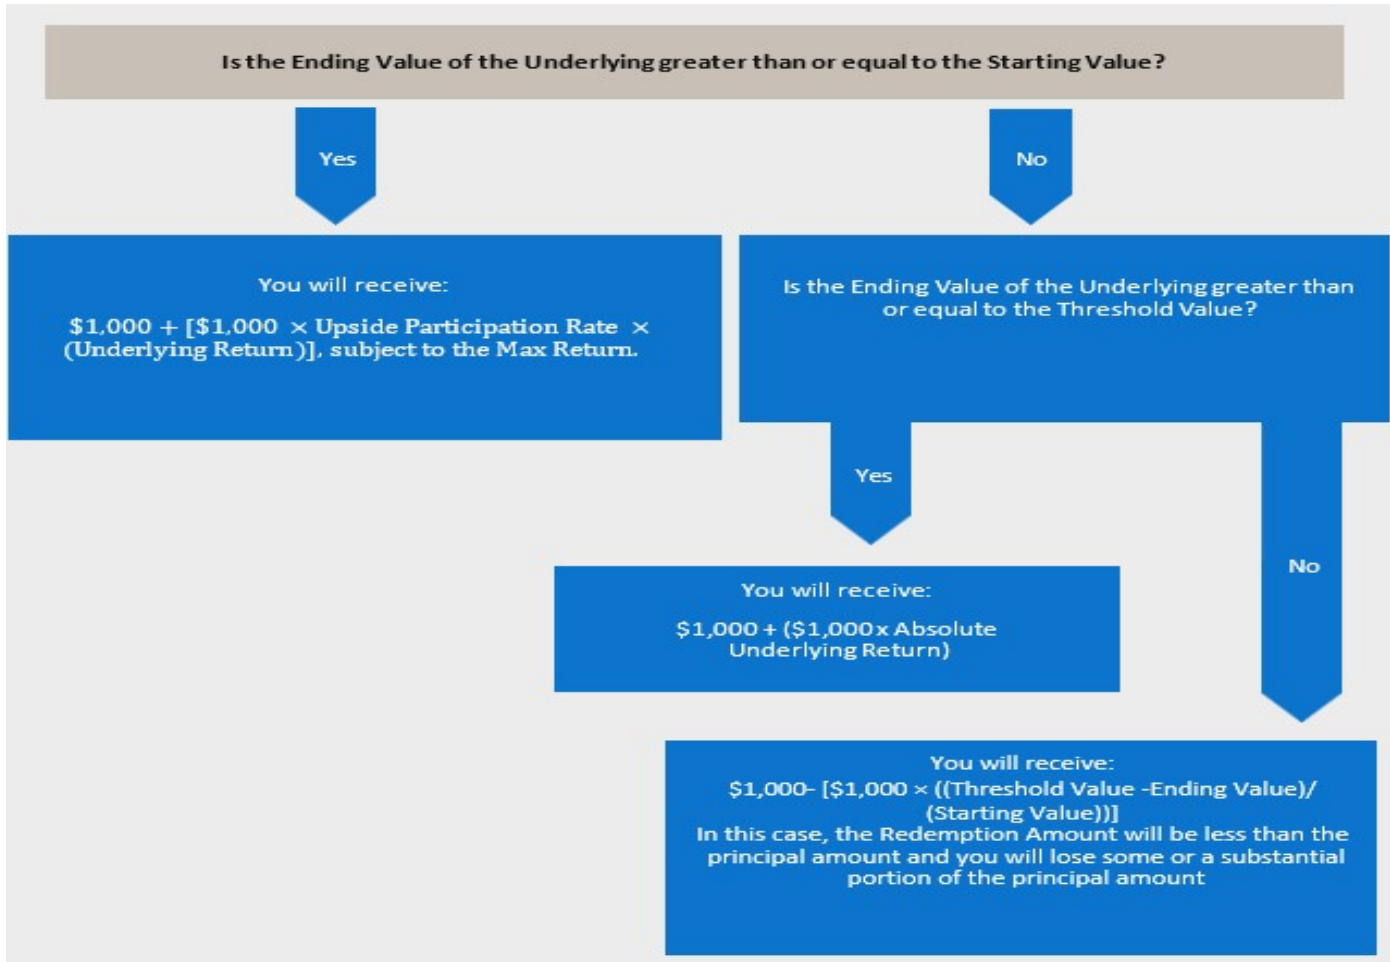 Is the Ending Value of the Underlying greater than or equal to the Starting Value?
Yes
No
You will receive:
$1,000 + [$1,000 × Upside Participation Rate ×
(Underlying Return)], subject to the Max Return.
Is the Ending Value of the Underlying greater than
or equal to the Threshold Value?
Yes
No
You will receive:
$1,000 + ($1,000 x Absolute
Underlying Return)
You will receive:
$1,000- [$1,000 × ((Threshold Value -Ending Value)/
(Starting Value))]
In this case, the Redemption Amount will be less than the
principal amount and you will lose some or a substantial
portion of the principal amount